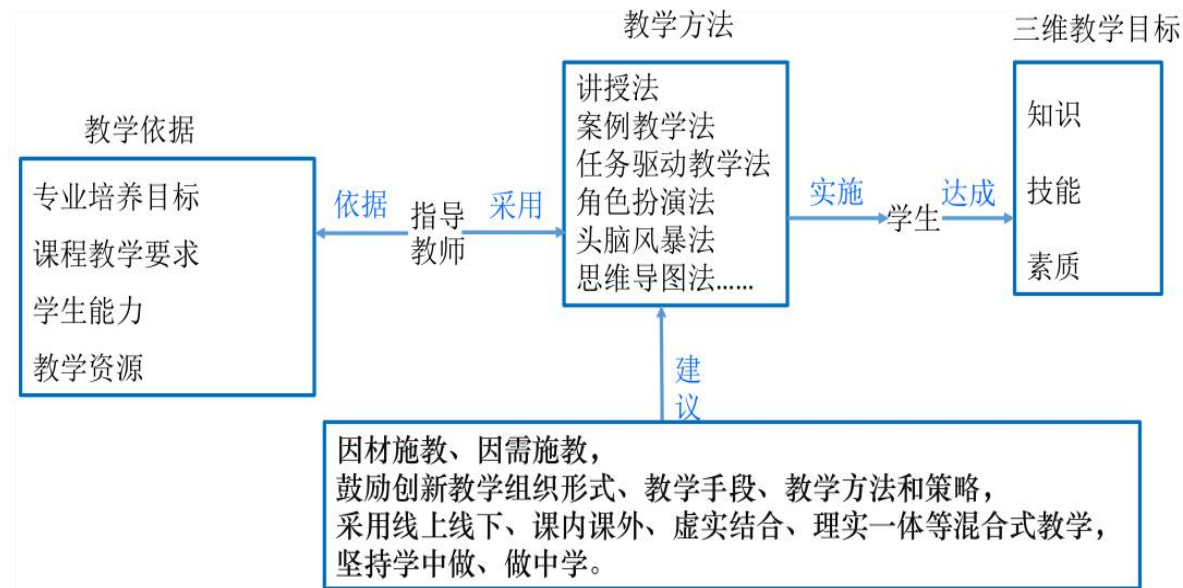 教学依据
专业培养目标
课程教学要求
学生能力
教学资源
依据
指导
教师
采用
教学方法
讲授法
案例教学法
任务驱动教学法
角色扮演法
头脑风暴法
思维导图法......
实施
学生
达成
三维教学目标
知识
技能
素质
建
议
因材施教、因需施教，
鼓励创新教学组织形式、教学手段、教学方法和策略，
采用线上线下、课内课外、虚实结合、理实一体等混合式教学，
坚持学中做、做中学。